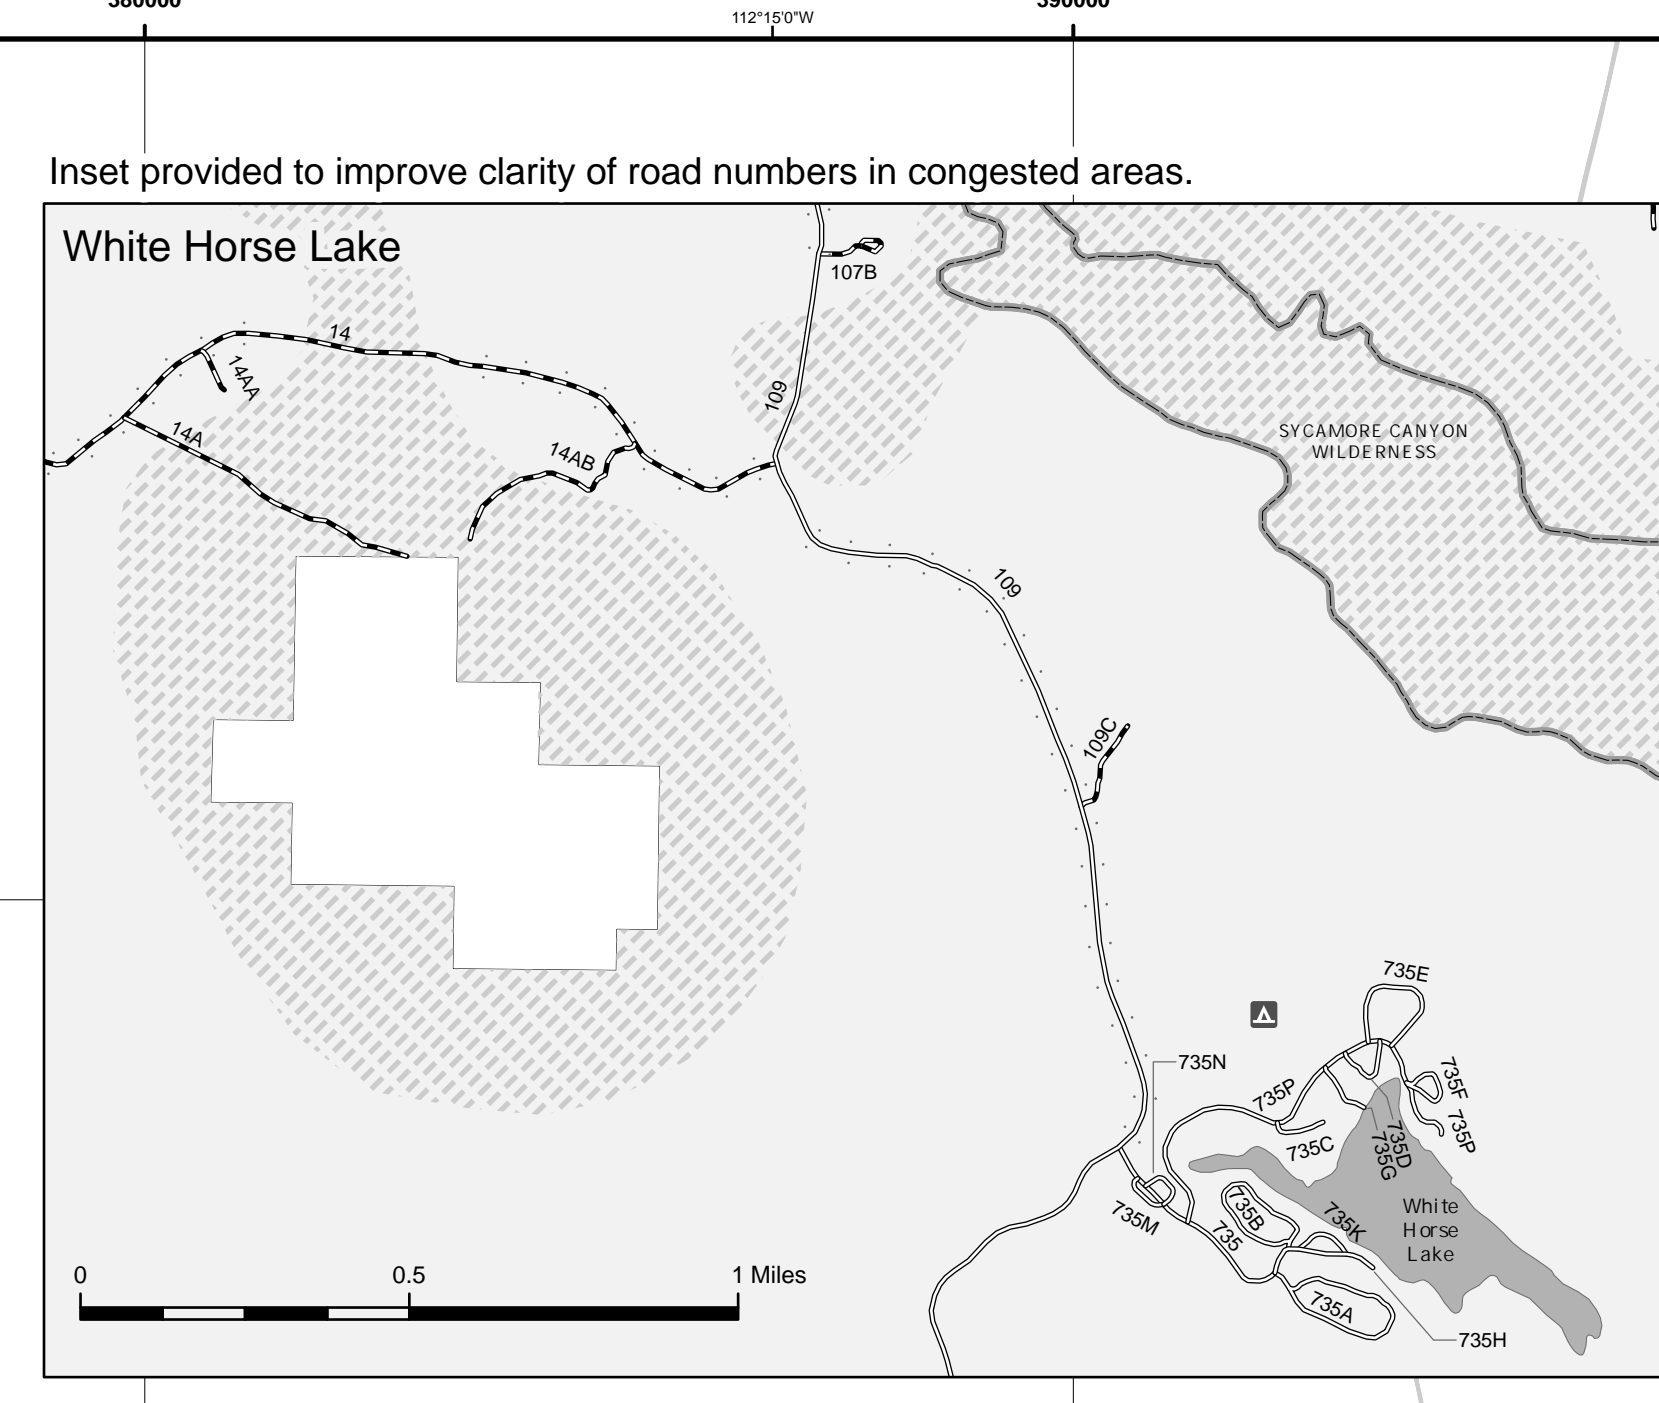 380000
112°15'0"W
390000
Inset provided to improve clarity of road numbers in congested areas.
White Horse Lake
107B
14
14AA
109
14A
14AB
SYCAMORE CANYON
WILDERNESS
109
109C
735E
735N
735F
735P
735P
735D
735C
735G
735M
735B
735K
735
White
Horse
Lake
0
0.5
1 Miles
735A
735H